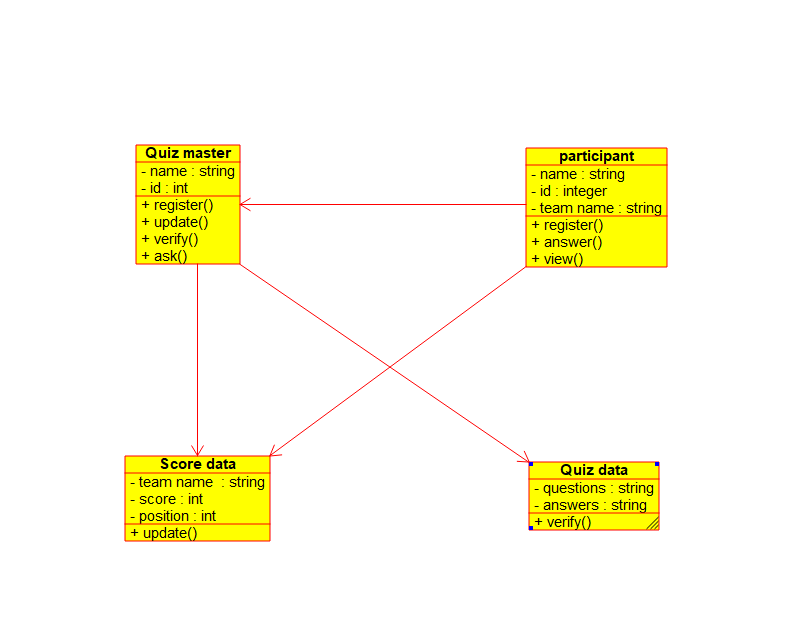 Quiz master
- name : string
- id : int
+ register()
+ update()
+ verify()
+ ask()
participant
- name : string
- id : integer
- team name : string
+ register()
+ answer()
+ view()
Score data
- team name  : string
- score : int
- position : int
+ update()
Quiz data
- questions : string
- answers : string
+ verify()